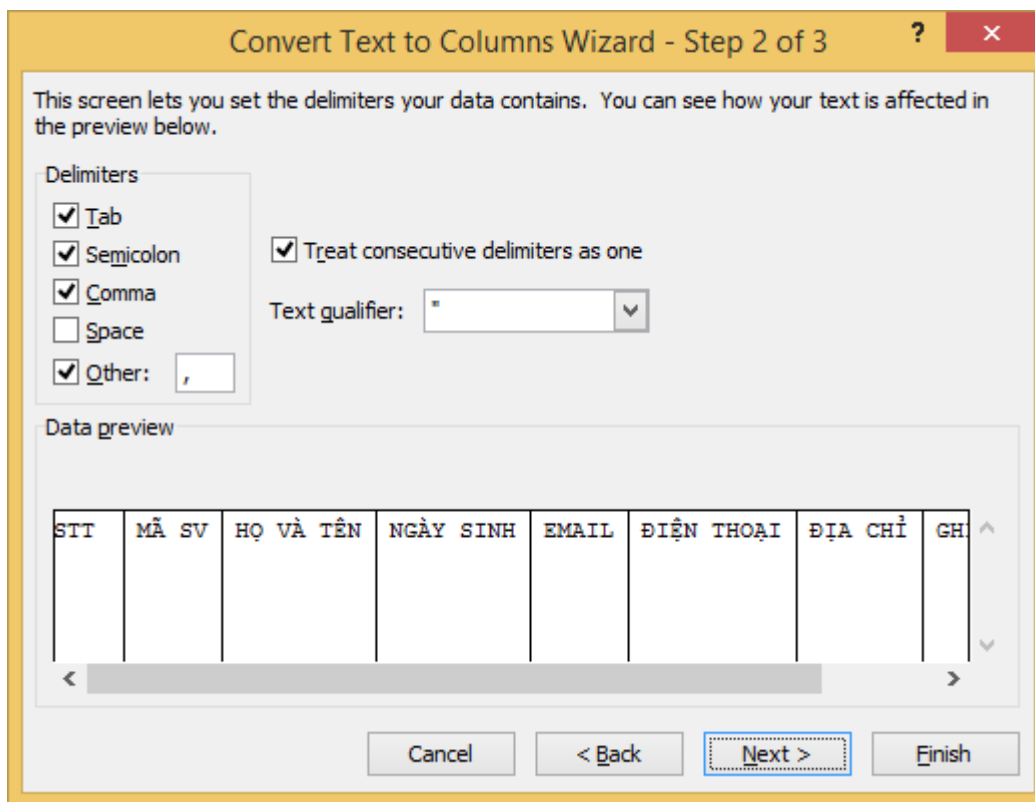 Convert Text to Columns Wizard - Step 2 of 3 ?
This screen lets you set the delimiters your data contains. You can see how your text is affected in
the preview below.
Delimiters
Tab
Semicolon
Treat consecutive delimiters as one
Comma
Text qualifier: "
Space
Other: ,
Data preview
STT MÃ SV HỌ VÀ TÊN NGÀY SINH EMAIL ĐIỆN THOẠI ĐỊA CHỈ GH
Cancel < Back Next > Finish